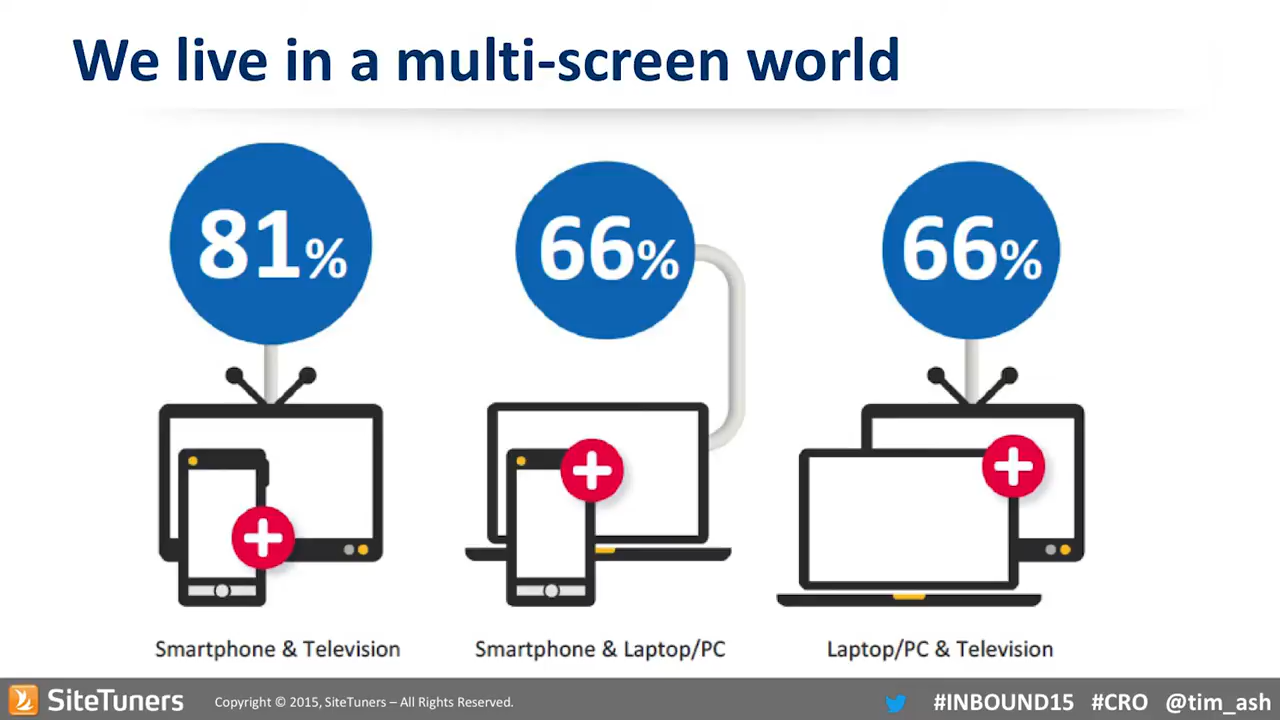 We live in a multi-screen world
81%
66%
66%
Smartphone & Television
Smartphone & Laptop/PC
Laptop/PC & Television
SiteTuners
Copyright © 2015, SiteTuners – All Rights Reserved.
#INBOUND15 #CRO @tim_ash